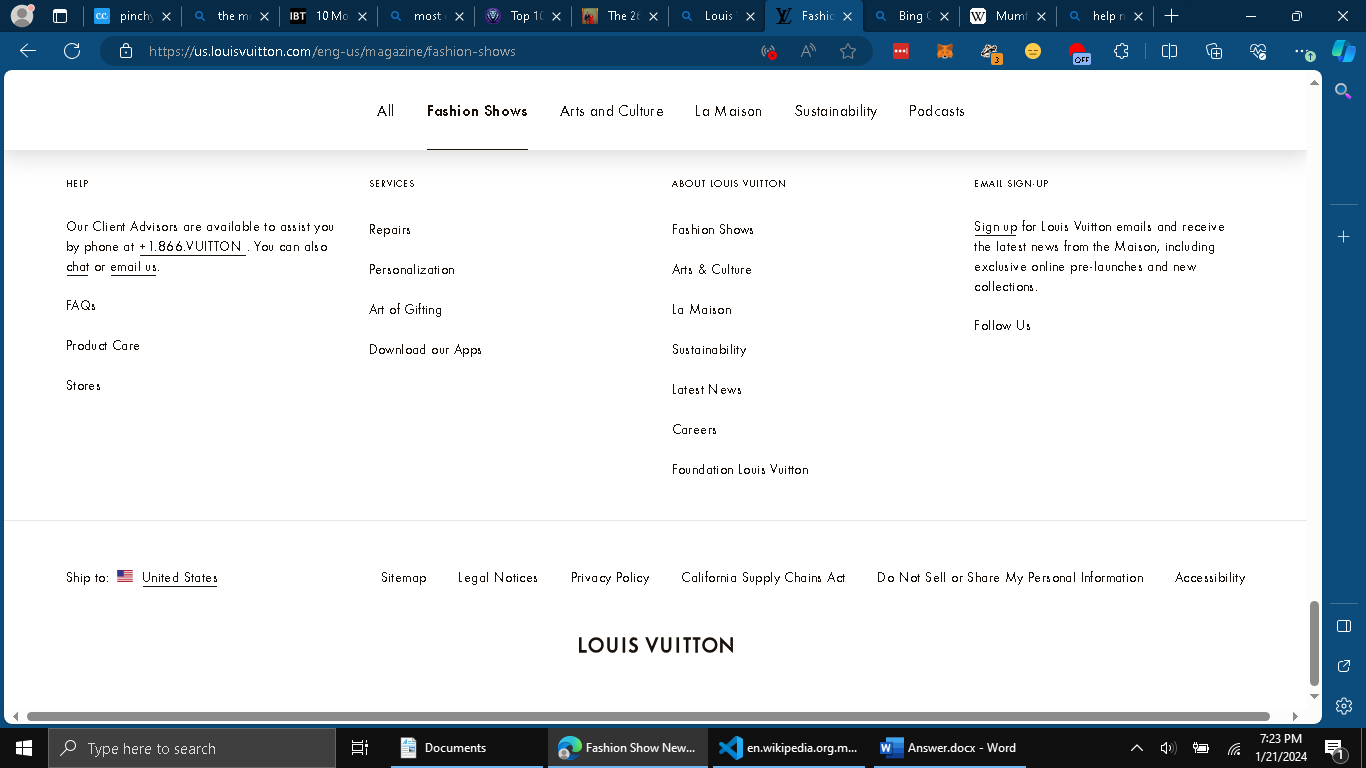 pinchy
the m
IBT 10 Mo
most
Top 10
The 26
Louis
Fashio
Bing
W Mumf
help n
https://us.louisvuitton.com/eng-us/magazine/fashion-shows
3
OFF
All Fashion Shows Arts and Culture La Maison Sustainability Podcasts
HELP
Our Client Advisors are available to assist you
by phone at +1.866.VUITTON . You can also
chat or email us.
FAQs
Product Care
Stores
SERVICES
Repairs
Personalization
Art of Gifting
Download our Apps
ABOUT LOUIS VUITTON
Fashion Shows
Arts & Culture
La Maison
Sustainability
Latest News
Careers
Foundation Louis Vuitton
EMAIL SIGN-UP
Sign up for Louis Vuitton emails and receive
the latest news from the Maison, including
exclusive online pre-launches and new
collections.
Follow Us
Ship to: United States
Sitemap Legal Notices Privacy Policy California Supply Chains Act Do Not Sell or Share My Personal Information Accessibility
LOUIS VUITTON
Type here to search
Documents
Fashion Show New...
en.wikipedia.org.m...
Answer.docx - Word
7:23 PM
1/21/2024
1